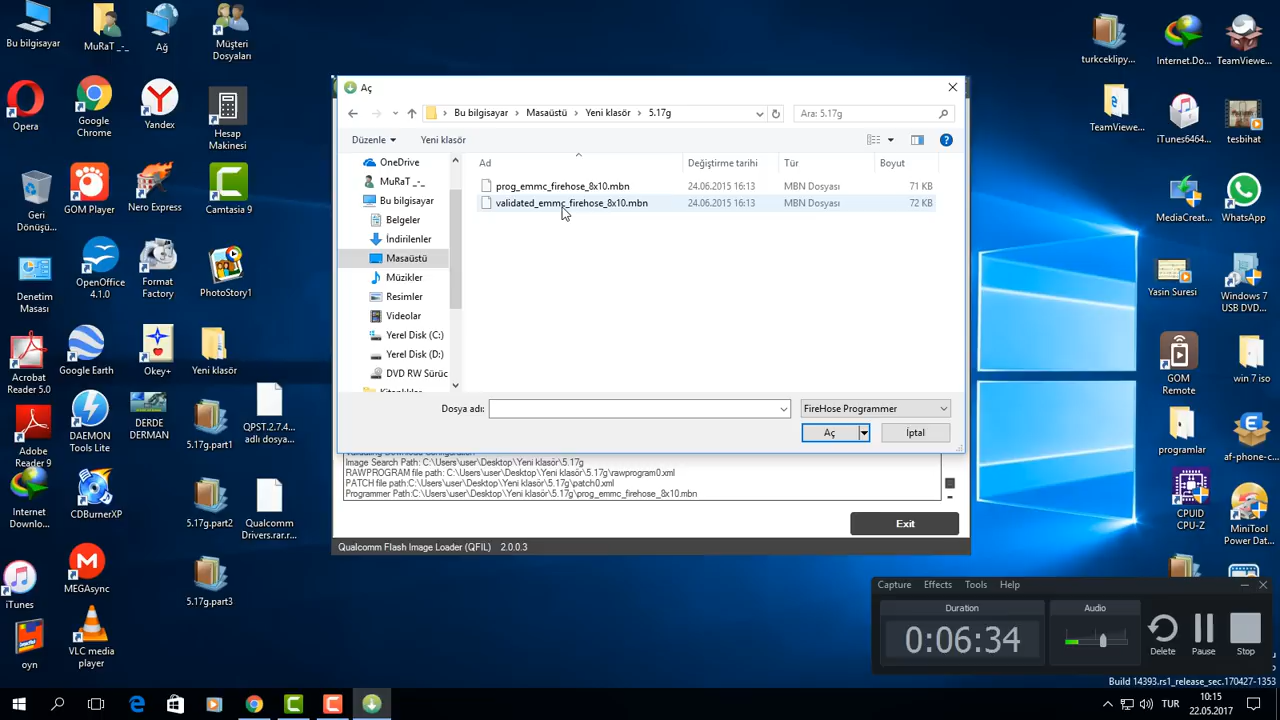 Bu bilgisayar
MuRaT _-_
Ağ
Müşteri
Dosyaları
Opera
Google
Chrome
Yandex
Hesap
Makinesi
Geri
Dönüşü...
GOM Player
Nero Express
Camtasia 9
Denetim
Masası
OpenOffice
4.1.0
Format
Factory
PhotoStory1
Acrobat
Reader 5.0
Google Earth
Okey+
Yeni klasör
Adobe
Reader 9
DAEMON
Tools Lite
DERDE
DERMAN
5.17g.part1
QPST.2.7.4...
adlı dosya...
Internet
Downlo...
CDBurnerXP
5.17g.part2
Qualcomm
Drivers.rar.r...
iTunes
MEGAsync
5.17g.part3
oyn
VLC media
player
Aç
Bu bilgisayar > Masaüstü > Yeni klasör > 5.17g
Ara: 5.17g
Düzenle
Yeni klasör
Ad
Değiştirme tarihi
Tür
Boyut
prog_emmc_firehose_8x10.mbn 24.06.2015 16:13 MBN Dosyası 71 KB
validated_emmc_firehose_8x10.mbn 24.06.2015 16:13 MBN Dosyası 72 KB
OneDrive
MuRaT _-_
Bu bilgisayar
Belgeler
İndirilenler
Masaüstü
Müzikler
Resimler
Videolar
Yerel Disk (C:)
Yerel Disk (D:)
DVD RW Sürüc
Dosya adı:
FireHose Programmer
Aç
İptal
Image Search Path: C:\Users\user\Desktop\Yeni klasör\5.17g
RAWPROGRAM file path: C:\Users\user\Desktop\Yeni klasör\5.17g\rawprogram0.xml
PATCH file path:C:\Users\user\Desktop\Yeni klasör\5.17g\patch0.xml
Programmer Path:C:\Users\user\Desktop\Yeni klasör\5.17g\prog_emmc_firehose_8x10.mbn
Exit
Qualcomm Flash Image Loader (QFIL) 2.0.0.3
turkceklipy...
Internet.Do...
TeamViewe...
TeamViewe...
iTunes6464...
tesbihat
MediaCreat...
WhatsApp
Yasin Suresi
Windows 7
USB DVD...
GOM
Remote
win 7 iso
programlar
af-phone-c...
CPUID
CPU-Z
MiniTool
Power Dat...
Capture Effects Tools Help
Duration
Audio
0:06:34
Delete
Pause
Stop
Build 14393.rs1_release_sec.170427-1353
TUR
10:15
22.05.2017